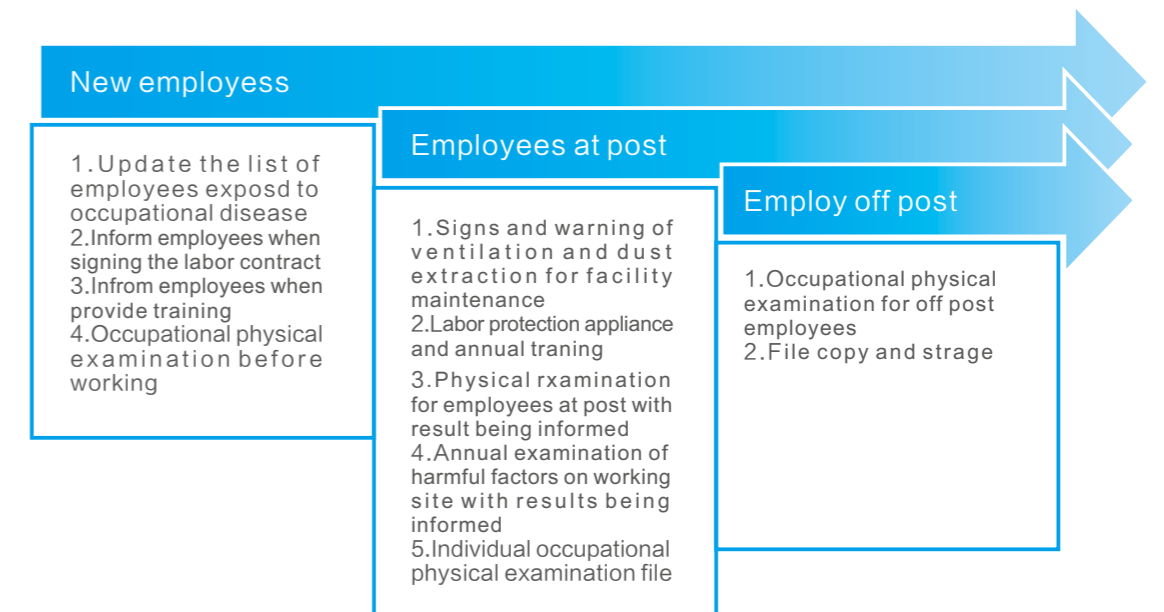 New employess
1.Update the list of
employees exposd to
occupational disease
2.Inform employees when
signing the labor contract
3.Infrom employees when
provide training
4.Occupational physical
examination before
working
Employees at post
1.Signs and warning of
ventilation and dust
extraction for facility
maintenance
2.Labor protection appliance
and annual traning
3.Physical rxamination
for employees at post with
result being informed
4.Annual examination of
harmful factors on working
site with results being
informed
5.Individual occupational
physical examination file
Employ off post
1.Occupational physical
examination for off post
employees
2.File copy and strage